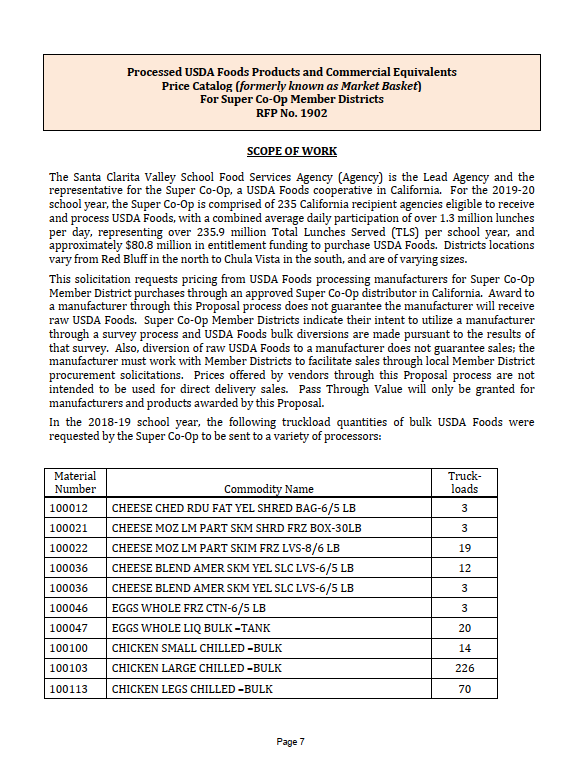 Processed USDA Foods Products and Commercial Equivalents
Price Catalog (formerly known as Market Basket)
For Super Co-Op Member Districts
RFP No. 1902
SCOPE OF WORK
The Santa Clarita Valley School Food Services Agency (Agency) is the Lead Agency and the
representative for the Super Co-Op, a USDA Foods cooperative in California. For the 2019-20
school year, the Super Co-Op is comprised of 235 California recipient agencies eligible to receive
and process USDA Foods, with a combined average daily participation of over 1.3 million lunches
per day, representing over 235.9 million Total Lunches Served (TLS) per school year, and
approximately $80.8 million in entitlement funding to purchase USDA Foods. Districts locations
vary from Red Bluff in the north to Chula Vista in the south, and are of varying sizes.
This solicitation requests pricing from USDA Foods processing manufacturers for Super Co-Op
Member District purchases through an approved Super Co-Op distributor in California. Award to
a manufacturer through this Proposal process does not guarantee the manufacturer will receive
raw USDA Foods. Super Co-Op Member Districts indicate their intent to utilize a manufacturer
through a survey process and USDA Foods bulk diversions are made pursuant to the results of
that survey. Also, diversion of raw USDA Foods to a manufacturer does not guarantee sales; the
manufacturer must work with Member Districts to facilitate sales through local Member District
procurement solicitations. Prices offered by vendors through this Proposal process are not
intended to be used for direct delivery sales. Pass Through Value will only be granted for
manufacturers and products awarded by this Proposal.
In the 2018-19 school year, the following truckload quantities of bulk USDA Foods were
requested by the Super Co-Op to be sent to a variety of processors:
Material Number Commodity Name Truck-loads
100012 CHEESE CHED RDU FAT YEL SHRED BAG-6/5 LB 3
100021 CHEESE MOZ LM PART SKM SHRD FRZ BOX-30LB 3
100022 CHEESE MOZ LM PART SKIM FRZ LVS-8/6 LB 19
100036 CHEESE BLEND AMER SKM YEL SLC LVS-6/5 LB 12
100036 CHEESE BLEND AMER SKM YEL SLC LVS-6/5 LB 3
100046 EGGS WHOLE FRZ CTN-6/5 LB 3
100047 EGGS WHOLE LIQ BULK –TANK 20
100100 CHICKEN SMALL CHILLED –BULK 14
100103 CHICKEN LARGE CHILLED –BULK 226
100113 CHICKEN LEGS CHILLED –BULK 70
Page 7